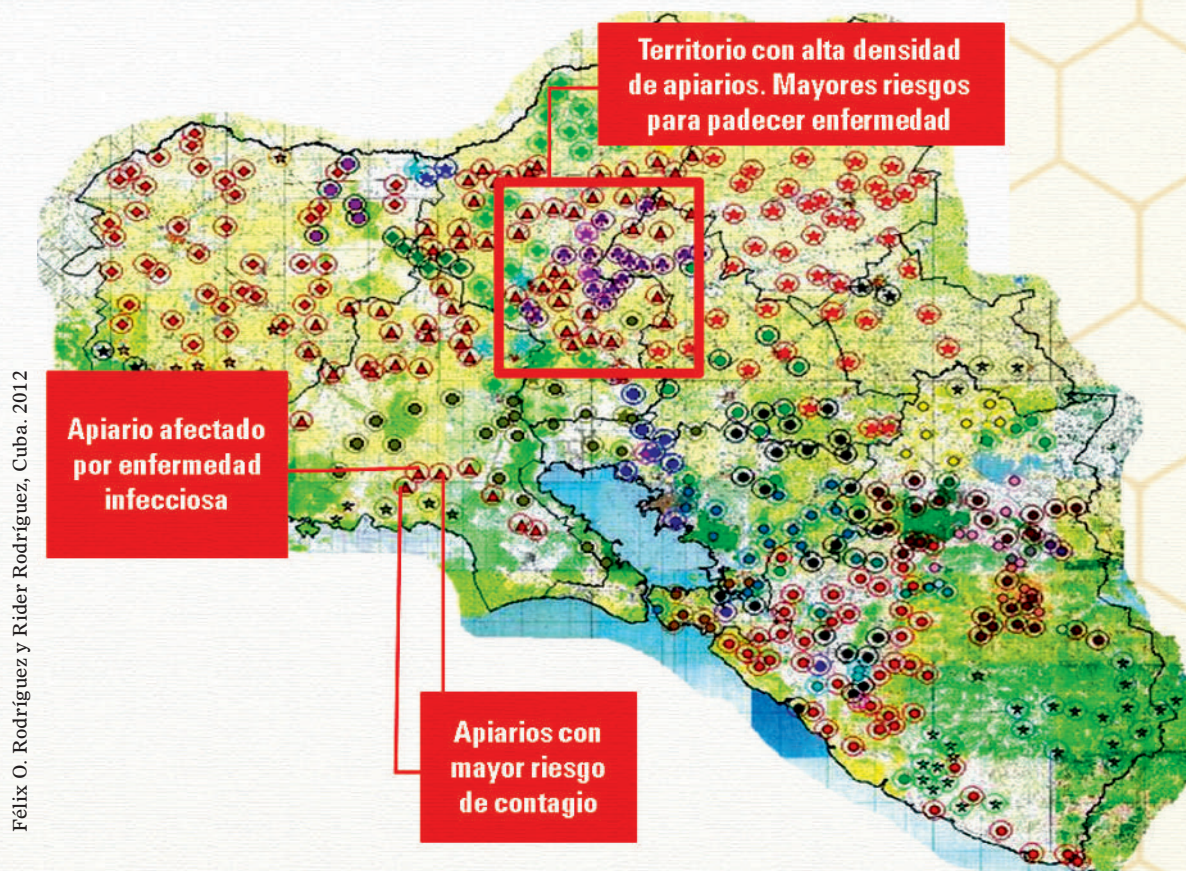 Territorio con alta densidad
de apiarios. Mayores riesgos
para padecer enfermedad
Apiario afectado
por enfermedad
infecciosa
Apiarios con
mayor riesgo
de contagio
Félix O. Rodríguez y Rider Rodríguez, Cuba. 2012